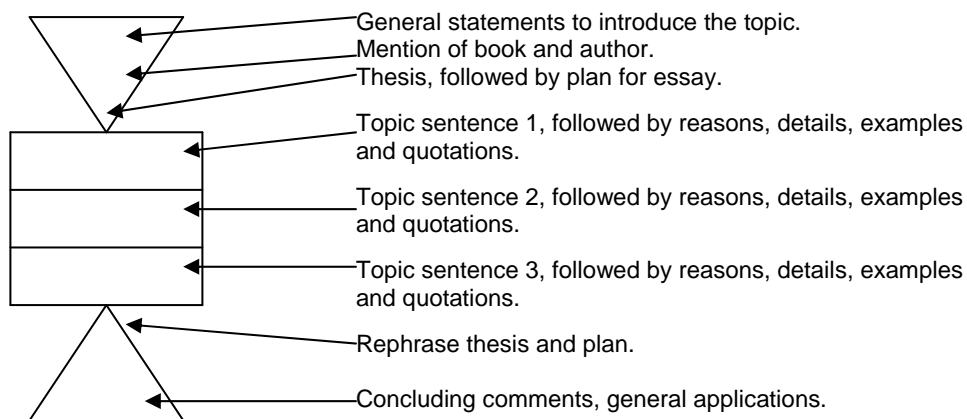 General statements to introduce the topic.
Mention of book and author.
Thesis, followed by plan for essay.
Topic sentence 1, followed by reasons, details, examples
and quotations.
Topic sentence 2, followed by reasons, details, examples
and quotations.
Topic sentence 3, followed by reasons, details, examples
and quotations.
Rephrase thesis and plan.
Concluding comments, general applications.